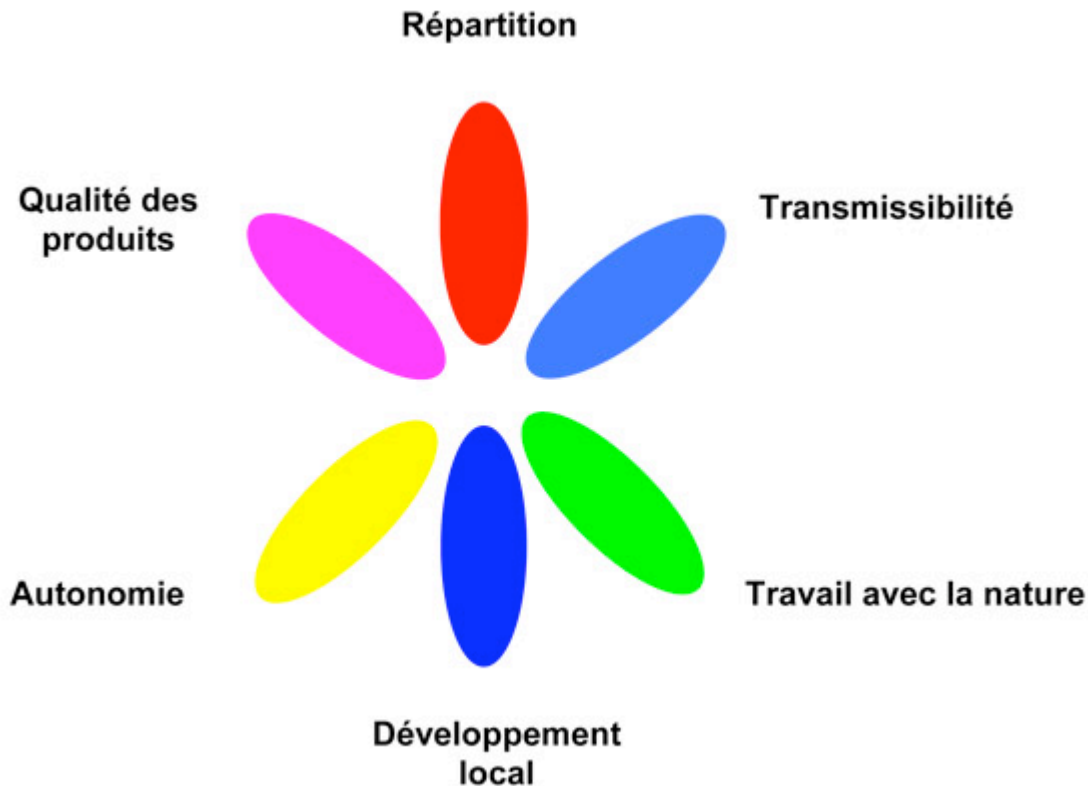 Répartition
Qualité des
produits
Transmissibilité
Autonomie
Travail avec la nature
Développement
local